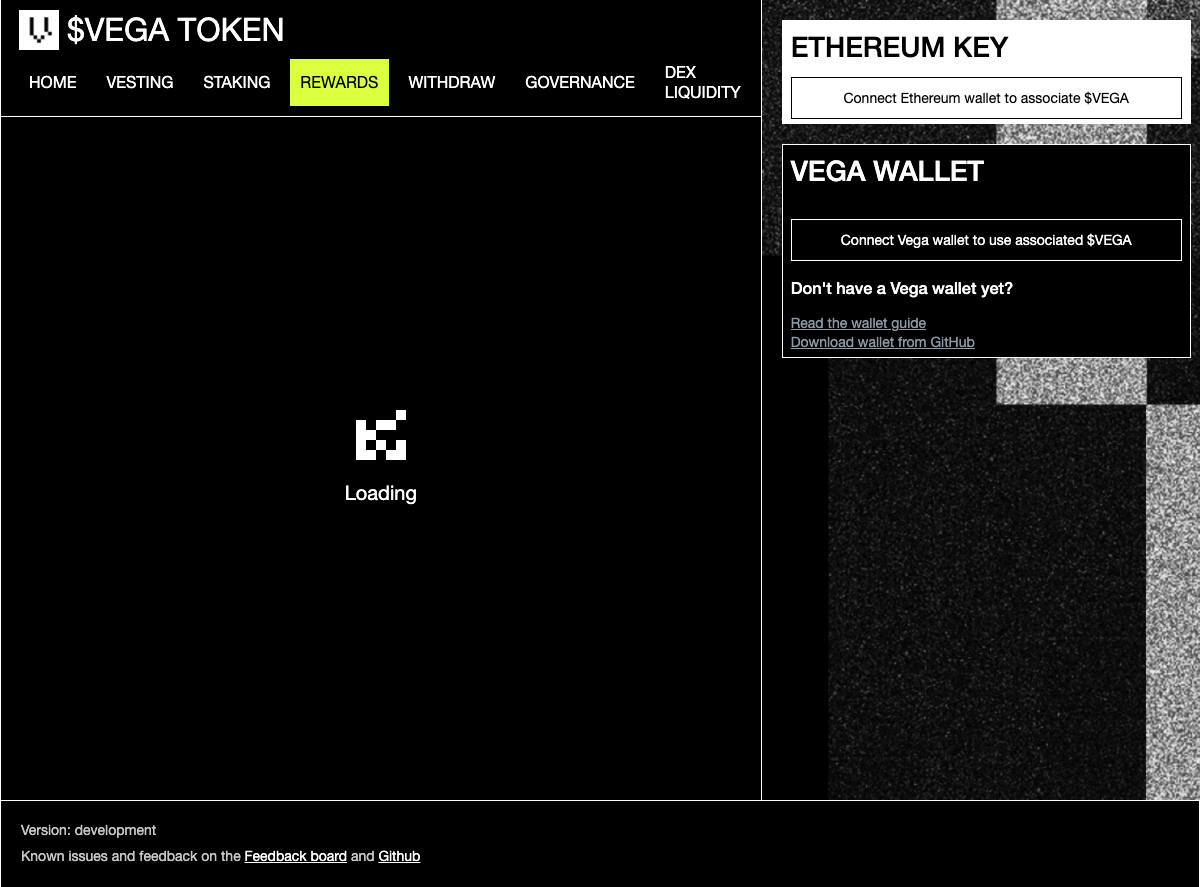 $VEGA TOKEN
HOME
VESTING
STAKING
REWARDS
WITHDRAW
GOVERNANCE
DEX
LIQUIDITY
ETHEREUM KEY
Connect Ethereum wallet to associate $VEGA
VEGA WALLET
Connect Vega wallet to use associated $VEGA
Don't have a Vega wallet yet?
Read the wallet guide
Download wallet from GitHub
Loading
Version: development
Known issues and feedback on the Feedback board and Github